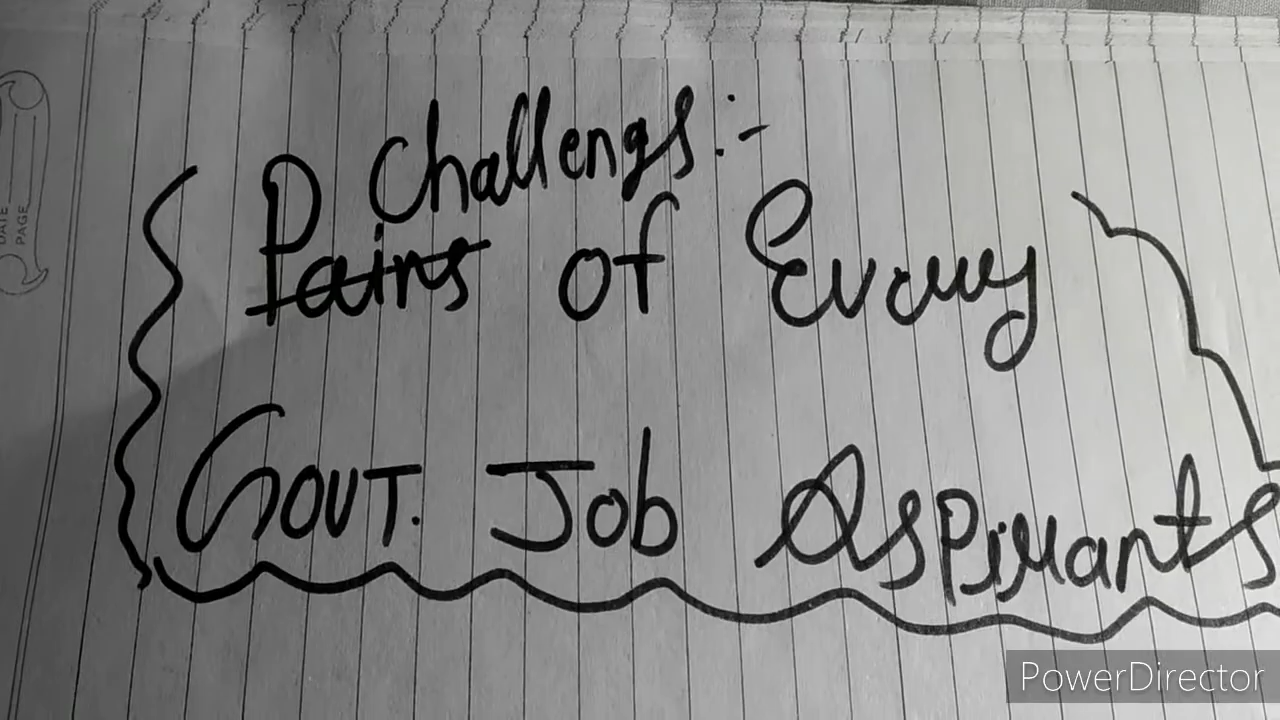 Challengs:-
Pains of Every
Govt. Job Aspirants
DATE
PAGE
PowerDirector